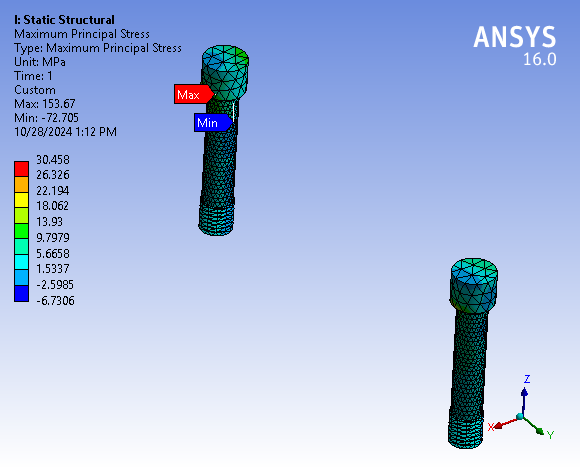 I: Static Structural
Maximum Principal Stress
Type: Maximum Principal Stress
Unit: MPa
Time: 1
Custom
Max: 153.67
Min: -72.705
10/28/2024 1:12 PM
30.458
26.326
22.194
18.062
13.93
9.7979
5.6658
1.5337
-2.5985
-6.7306
ANSYS
16.0
Max
Min
Z
X
Y